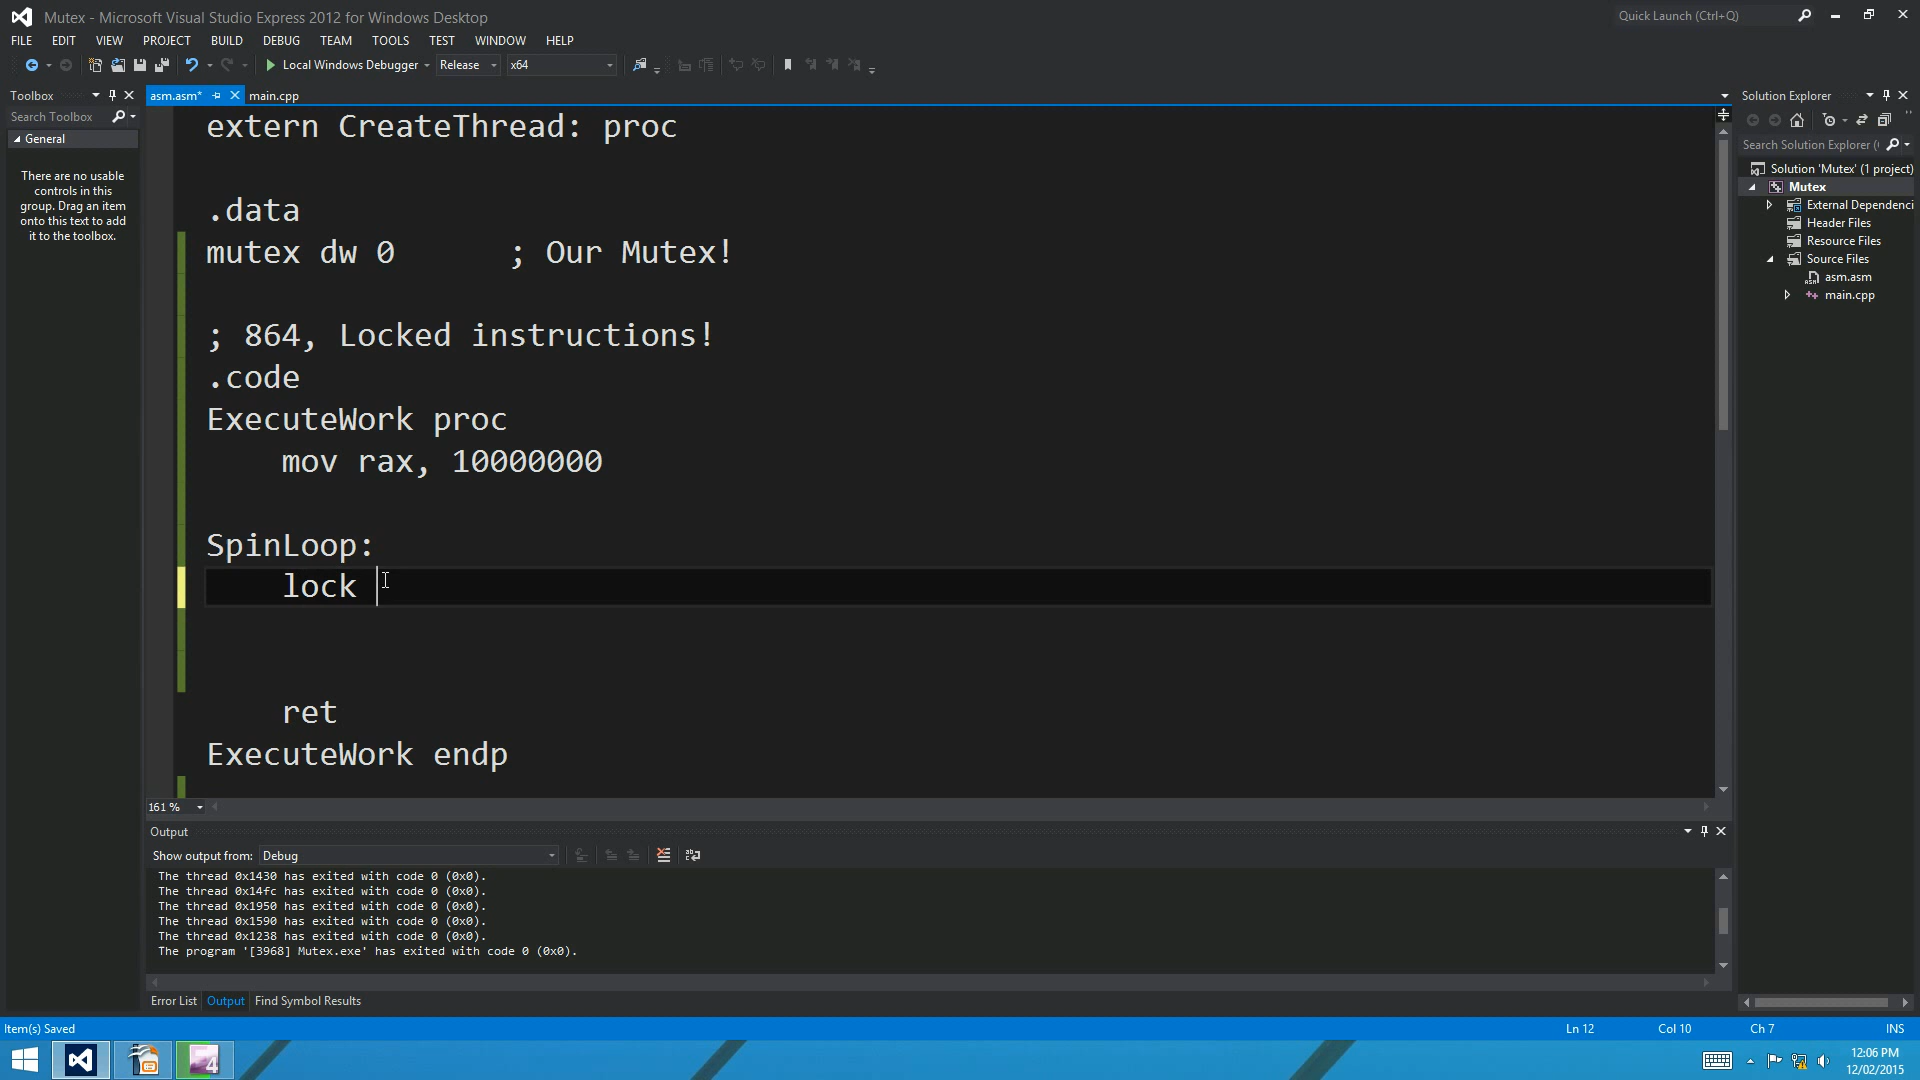 Mutex - Microsoft Visual Studio Express 2012 for Windows Desktop
Quick Launch (Ctrl+Q)
FILE EDIT VIEW PROJECT BUILD DEBUG TEAM TOOLS TEST WINDOW HELP
Local Windows Debugger Release x64
Toolbox
asm.asm* main.cpp
Solution Explorer
Search Toolbox
General
There are no usable
controls in this
group. Drag an item
onto this text to add
it to the toolbox.
extern CreateThread: proc
.data
mutex dw 0 ; Our Mutex!
; 864, Locked instructions!
.code
ExecuteWork proc
mov rax, 10000000
SpinLoop:
lock
ret
ExecuteWork endp
161 %
Search Solution Explorer (
Solution 'Mutex' (1 project)
Mutex
External Dependenci
Header Files
Resource Files
Source Files
asm.asm
main.cpp
Output
Show output from: Debug
The thread 0x1430 has exited with code 0 (0x0).
The thread 0x14fc has exited with code 0 (0x0).
The thread 0x1950 has exited with code 0 (0x0).
The thread 0x1590 has exited with code 0 (0x0).
The thread 0x1238 has exited with code 0 (0x0).
The program '[3968] Mutex.exe' has exited with code 0 (0x0).
Error List Output Find Symbol Results
Item(s) Saved
Ln 12 Col 10 Ch 7 INS
4
12:06 PM
12/02/2015